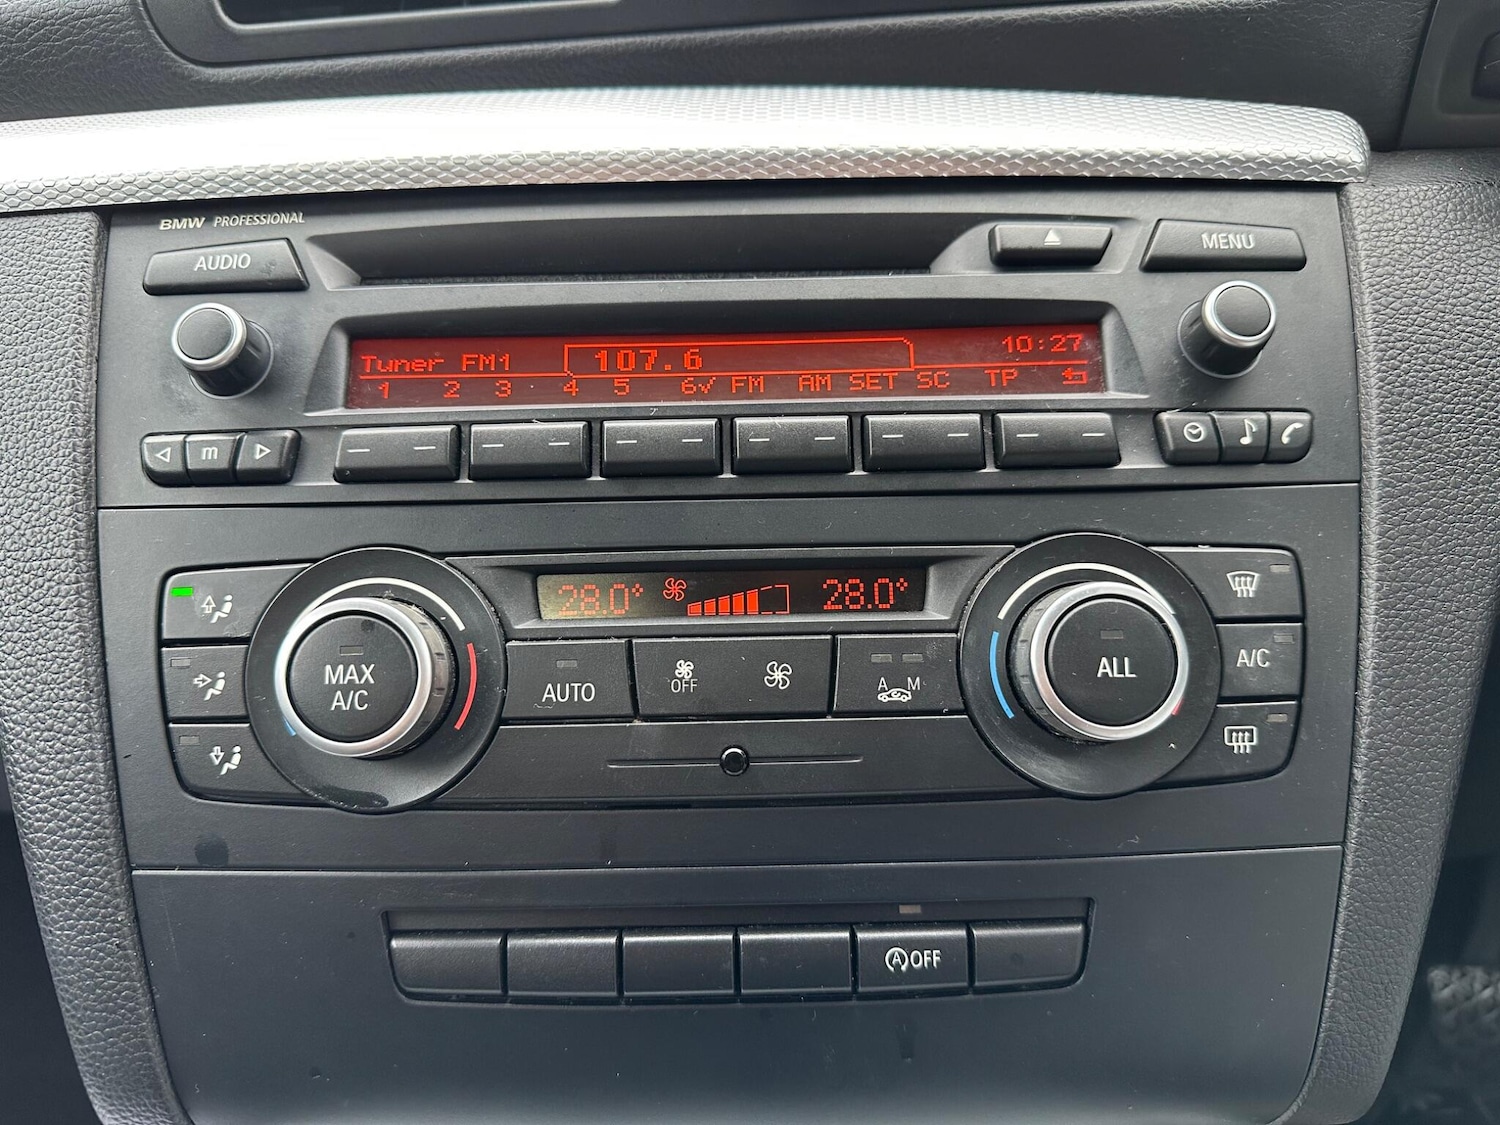 BMW PROFESSIONAL
AUDIO
MENU
Tuner FM1 107.6 10:27
1 2 3 4 5 6√ FM AM SET SC TP
m
28.0° 28.0°
MAX
A/C
AUTO
OFF
A M
ALL
A/C
A OFF